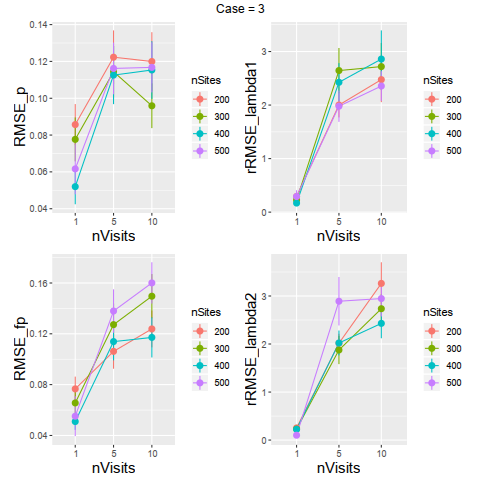 Case = 3
RMSE_p
0.14
0.12
0.10
0.08
0.06
0.04
1 5 10
nVisits
nSites
200
300
400
500
rRMSE_lambda1
3
2
1
0
1 5 10
nVisits
nSites
200
300
400
500
RMSE_fp
0.16
0.12
0.08
0.04
1 5 10
nVisits
nSites
200
300
400
500
rRMSE_lambda2
3
2
1
0
1 5 10
nVisits
nSites
200
300
400
500